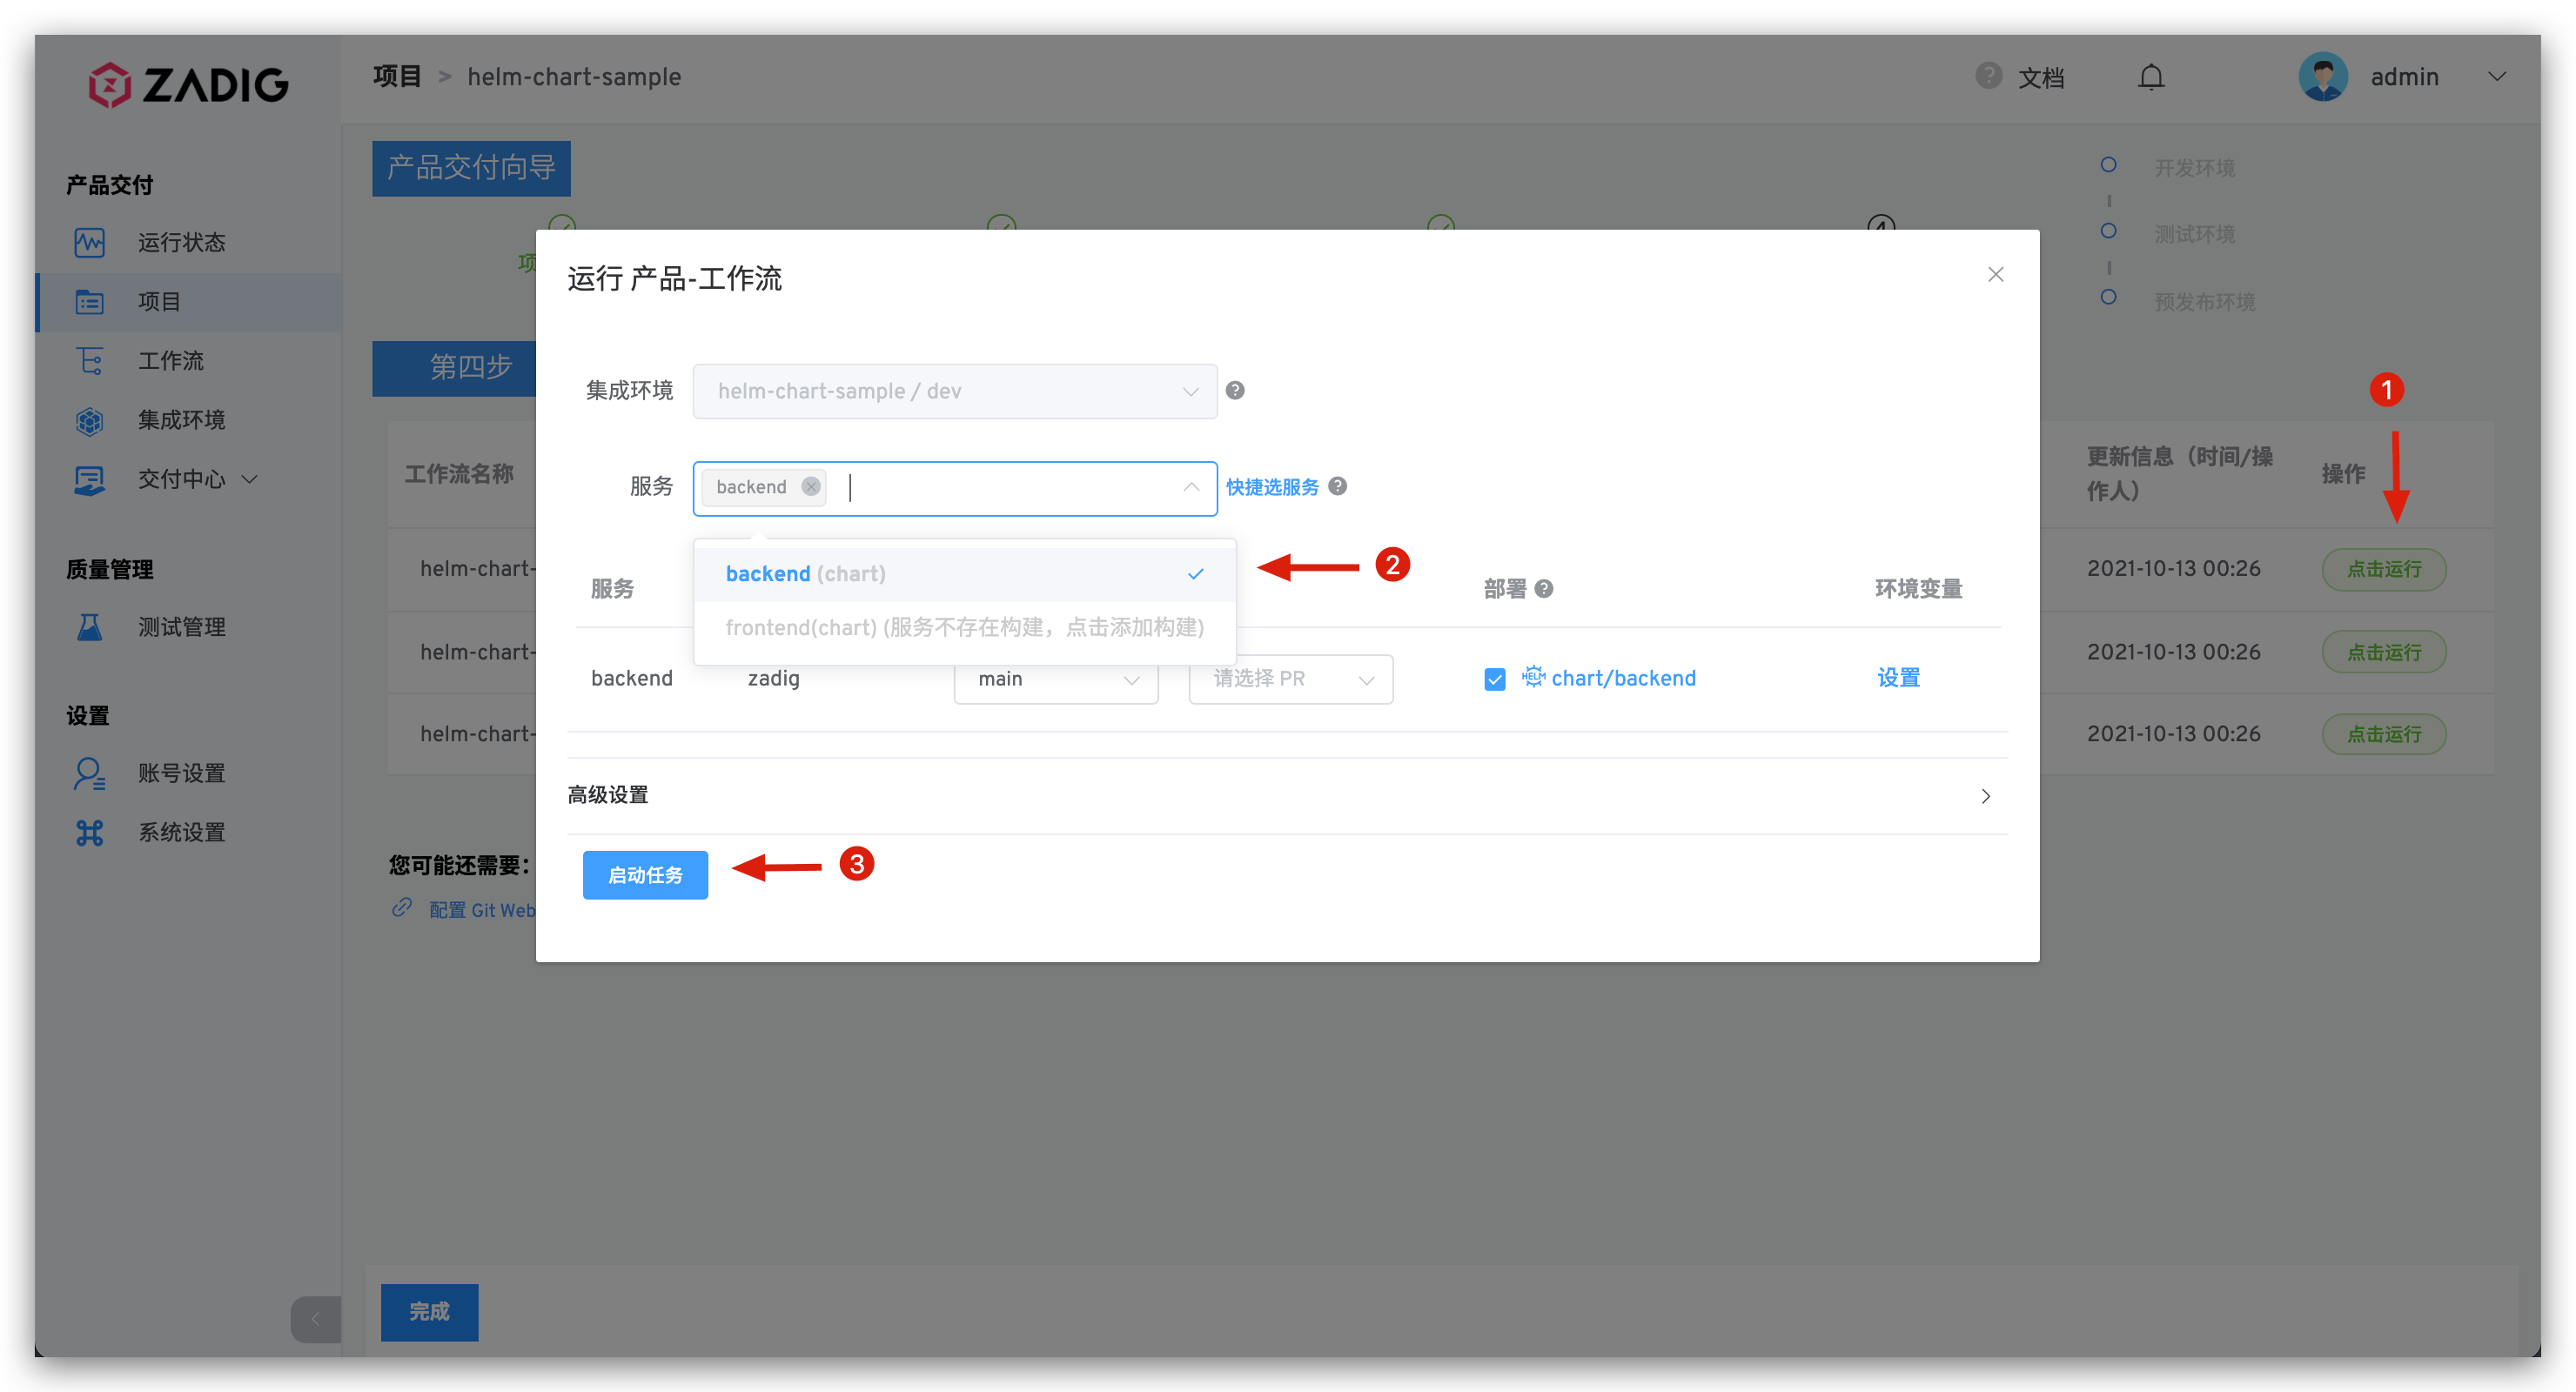 ZADIG
项目 > helm-chart-sample
文档
admin
产品交付
运行状态
项目
工作流
集成环境
交付中心
质量管理
测试管理
设置
账号设置
系统设置
产品交付向导
项
4
开发环境
测试环境
预发布环境
第四步
工作流名称
更新信息（时间/操
作人）
操作
helm-chart-
2021-10-13 00:26
点击运行
helm-chart-
2021-10-13 00:26
点击运行
helm-chart-
2021-10-13 00:26
点击运行
您可能还需要：
配置 Git Web
完成
运行 产品-工作流
集成环境
helm-chart-sample / dev
服务
backend
快捷选服务
backend (chart)
frontend(chart) (服务不存在构建，点击添加构建)
服务
部署
环境变量
backend
zadig
main
请选择 PR
HELM
chart/backend
设置
高级设置
启动任务
1
2
3